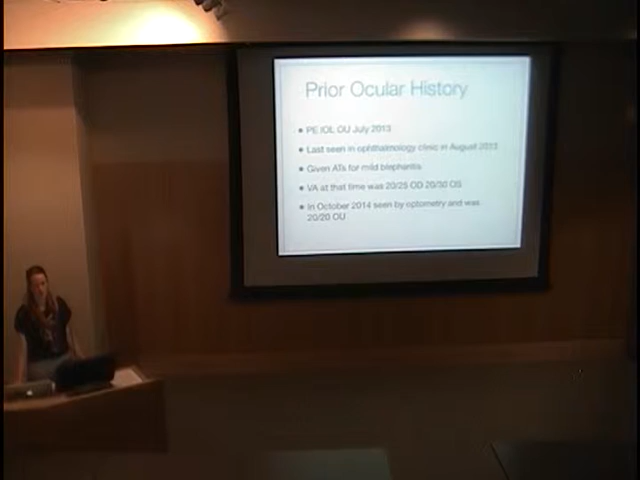 Prior Ocular History
• PE IOL OU July 2013
• Last seen in ophthalmology clinic in August 2013
• Given ATs for mild blepharitis
• VA at that time was 20/25 OD 20/30 OS
• In October 2014 seen by optometry and was
20/20 OU